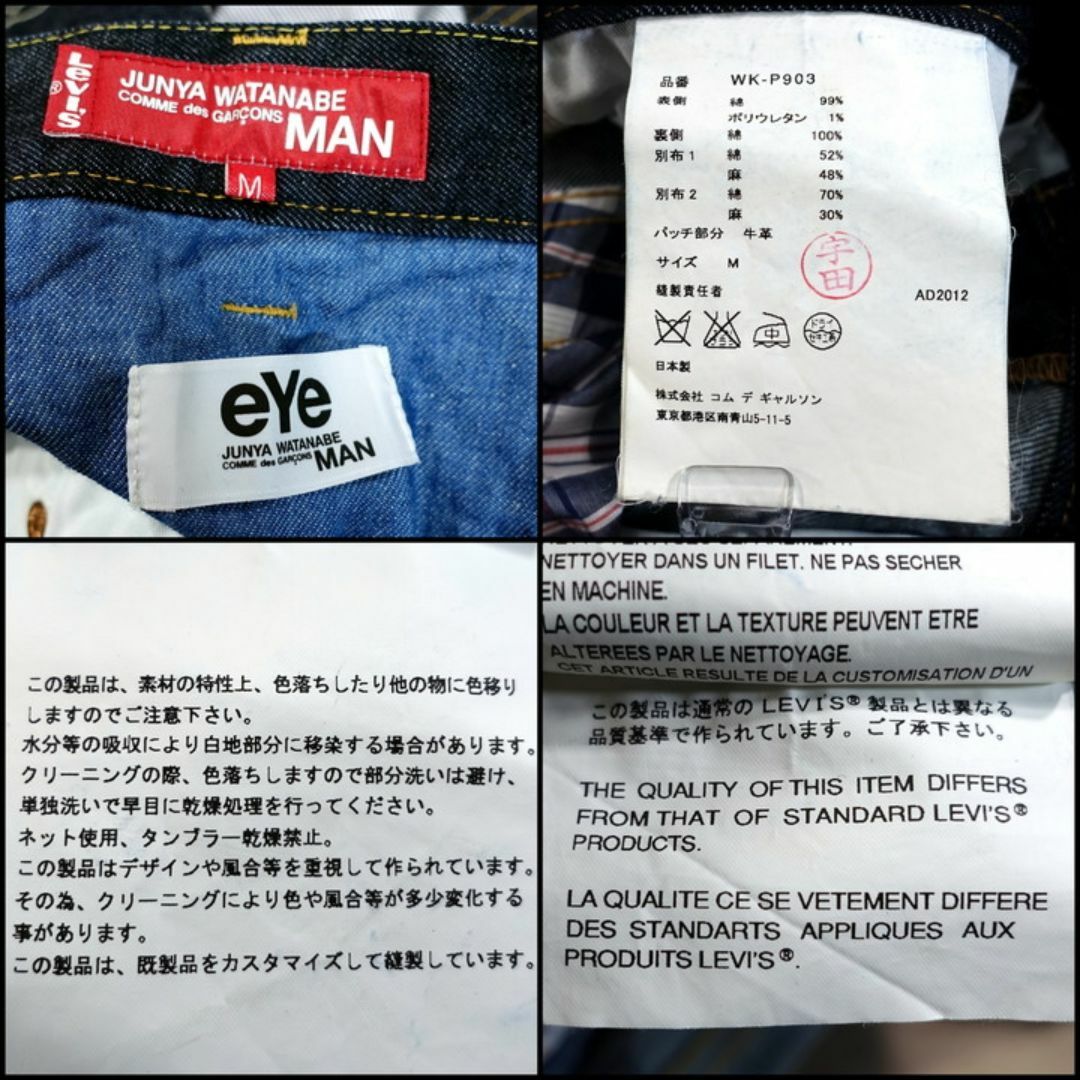 Levi's®
JUNYA WATANABE
COMME des GARÇONS
MAN
M
eYe
JUNYA WATANABE
COMME des GARÇONS MAN
品番 WK-P903
表側 綿 99%
ポリウレタン 1%
裏側 綿 100%
別布1 綿 52%
麻 48%
別布2 綿 70%
麻 30%
パッチ部分 牛革
サイズ M
宇田
縫製責任者
AD2012
中
ドライ
セキユ系
日本製
株式会社 コム デ ギャルソン
東京都港区南青山5-11-5
この製品は、素材の特性上、色落ちしたり他の物に色移り
しますのでご注意下さい。
水分等の吸収により白地部分に移染する場合があります。
クリーニングの際、色落ちしますので部分洗いは避け、
単独洗いで早目に乾燥処理を行ってください。
ネット使用、タンブラー乾燥禁止。
この製品はデザインや風合等を重視して作られています。
その為、クリーニングにより色や風合等が多少変化する
事があります。
この製品は、既製品をカスタマイズして縫製しています。
NETTOYER DANS UN FILET. NE PAS SECHER
EN MACHINE.
LA COULEUR ET LA TEXTURE PEUVENT ETRE
ALTEREES PAR LE NETTOYAGE.
CET ARTICLE RESULTE DE LA CUSTOMISATION D'UN
この製品は通常のLEVI'S®製品とは異なる
品質基準で作られています。ご了承下さい。
THE QUALITY OF THIS ITEM DIFFERS
FROM THAT OF STANDARD LEVI'S®
PRODUCTS.
LA QUALITE CE SE VETEMENT DIFFERE
DES STANDARTS APPLIQUES AUX
PRODUITS LEVI'S®.